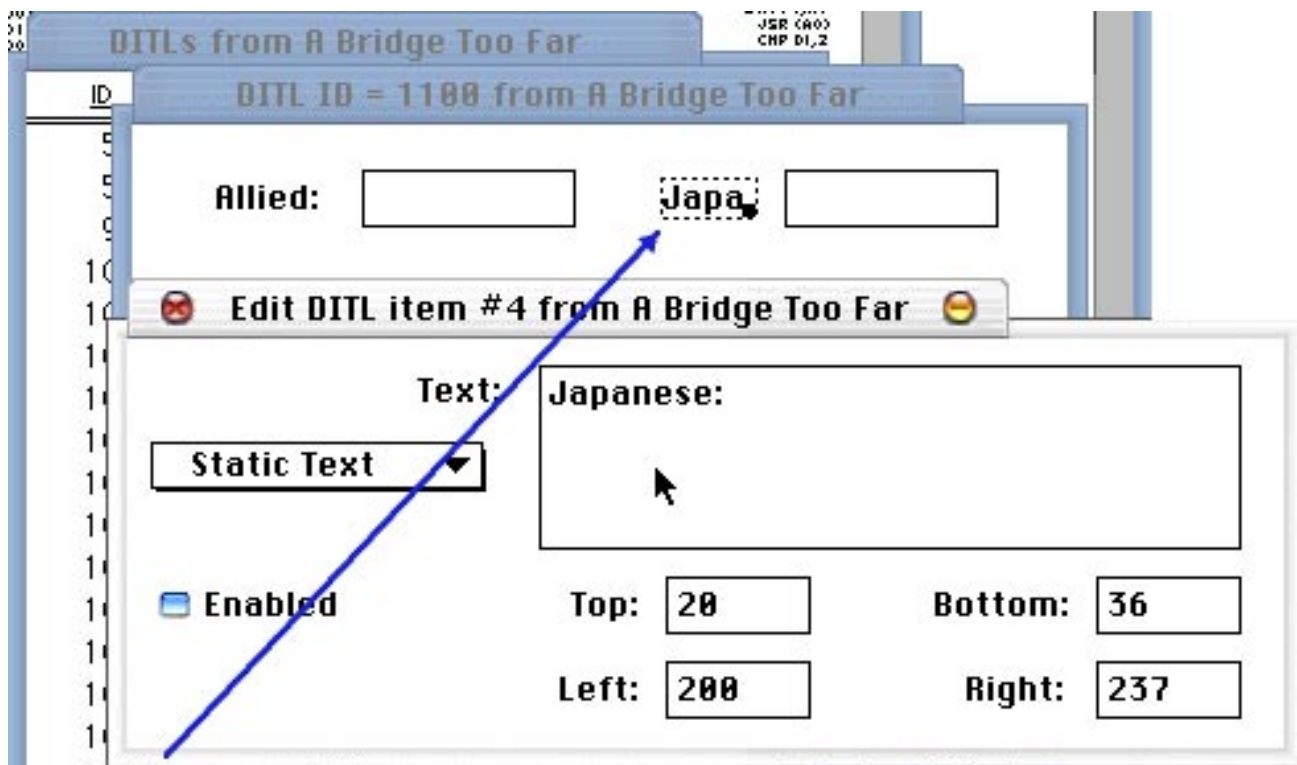 JSR (A0)
CMP D1,2
DITLs from A Bridge Too Far
ID
DITL ID = 1100 from A Bridge Too Far
Allied:
Japa
Edit DITL item #4 from A Bridge Too Far
Text: Japanese:
Static Text
Enabled
Top: 20 Bottom: 36
Left: 200 Right: 237